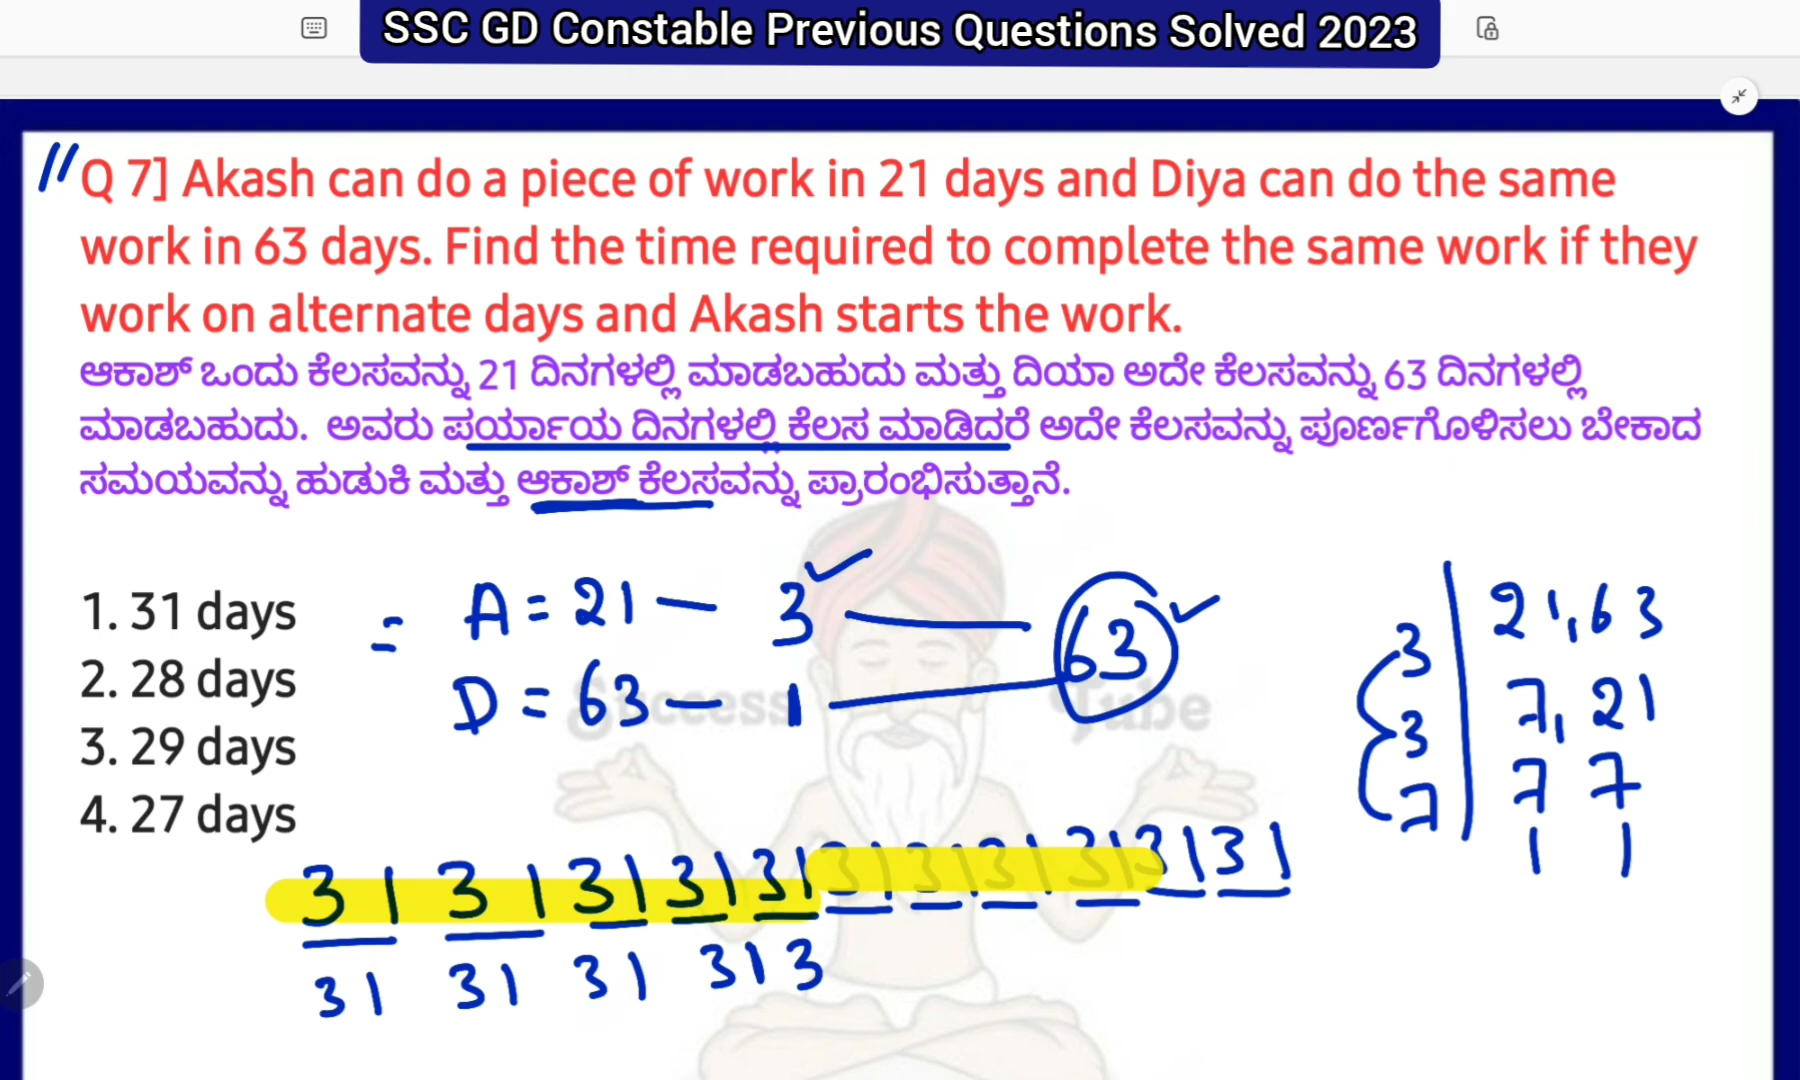 SSC GD Constable Previous Questions Solved 2023
Q 7] Akash can do a piece of work in 21 days and Diya can do the same
work in 63 days. Find the time required to complete the same work if they
work on alternate days and Akash starts the work.
ಆಕಾಶ್ ಒಂದು ಕೆಲಸವನ್ನು 21 ದಿನಗಳಲ್ಲಿ ಮಾಡಬಹುದು ಮತ್ತು ದಿಯಾ ಅದೇ ಕೆಲಸವನ್ನು 63 ದಿನಗಳಲ್ಲಿ
ಮಾಡಬಹುದು. ಅವರು ಪರ್ಯಾಯ ದಿನಗಳಲ್ಲಿ ಕೆಲಸ ಮಾಡಿದರೆ ಅದೇ ಕೆಲಸವನ್ನು ಪೂರ್ಣಗೊಳಿಸಲು ಬೇಕಾದ
ಸಮಯವನ್ನು ಹುಡುಕಿ ಮತ್ತು ಆಕಾಶ್ ಕೆಲಸವನ್ನು ಪ್ರಾರಂಭಿಸುತ್ತಾನೆ.
1. 31 days
2. 28 days
3. 29 days
4. 27 days
= A = 21 — 3 — 63
D = 63 — 1
Success Tube
21, 63
3 7, 21
3 7 7
7 1 1
31 31 31 31 31 31 31 31 31 31 31
31 31 31 313